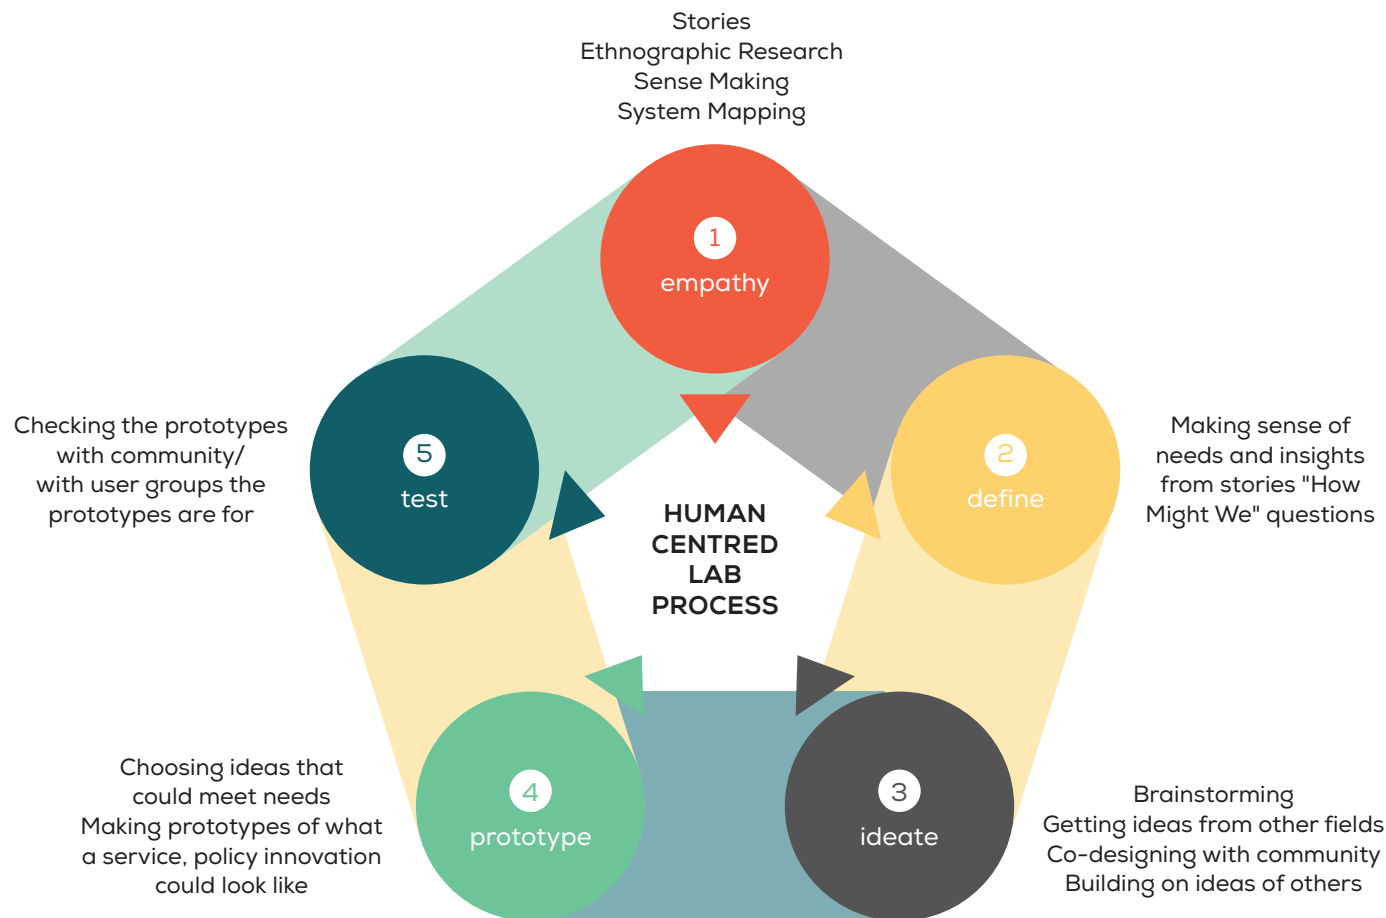 Stories
Ethnographic Research
Sense Making
System Mapping
1
empathy
2
define
Making sense of
needs and insights
from stories "How
Might We" questions
3
ideate
Brainstorming
Getting ideas from other fields
Co-designing with community
Building on ideas of others
4
prototype
Choosing ideas that
could meet needs
Making prototypes of what
a service, policy innovation
could look like
5
test
Checking the prototypes
with community/
with user groups the
prototypes are for
HUMAN
CENTRED
LAB
PROCESS